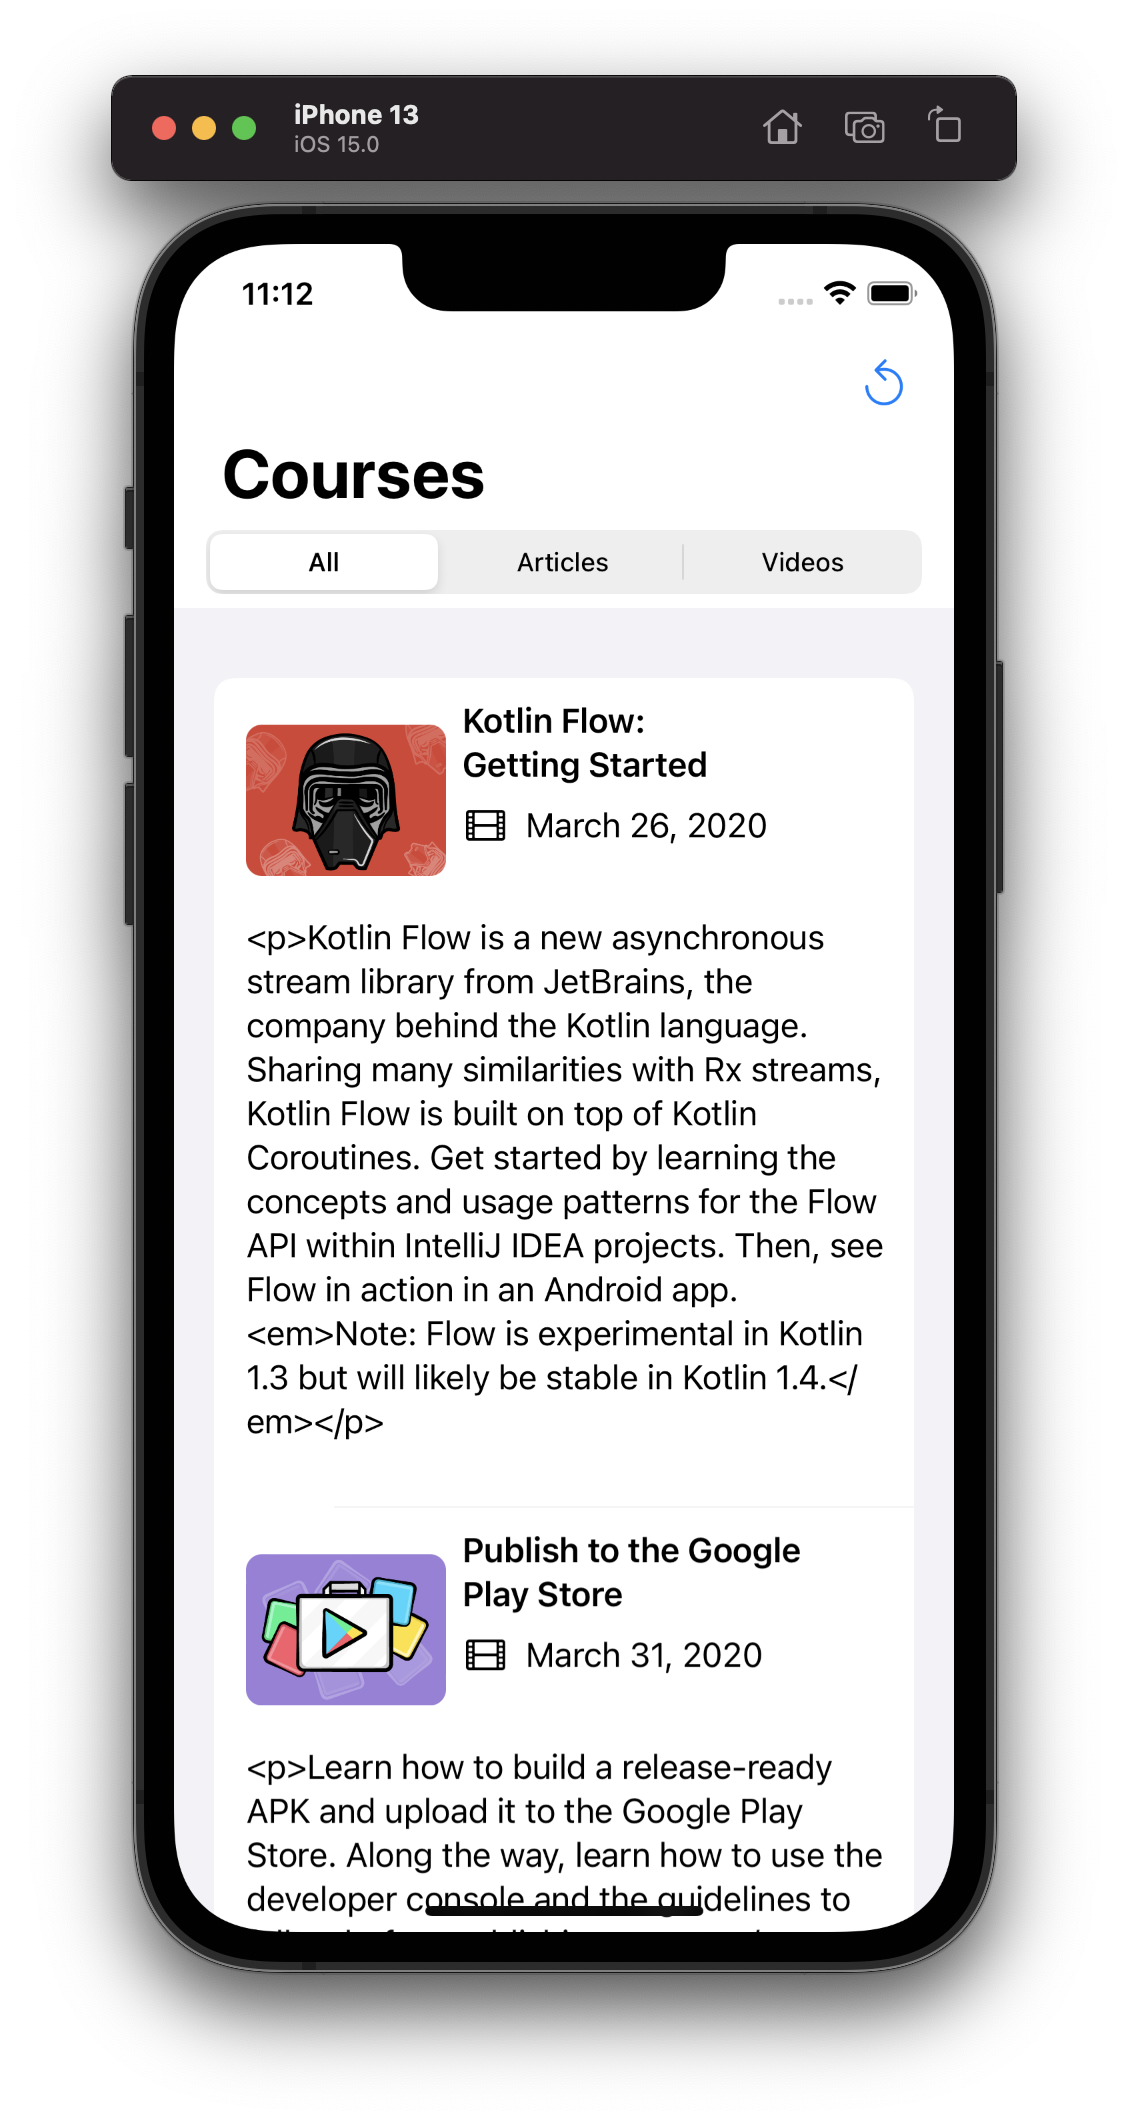 iPhone 13
iOS 15.0
11:12
Courses
All
Articles
Videos
Kotlin Flow:
Getting Started
March 26, 2020
<p>Kotlin Flow is a new asynchronous
stream library from JetBrains, the
company behind the Kotlin language.
Sharing many similarities with Rx streams,
Kotlin Flow is built on top of Kotlin
Coroutines. Get started by learning the
concepts and usage patterns for the Flow
API within IntelliJ IDEA projects. Then, see
Flow in action in an Android app.
<em>Note: Flow is experimental in Kotlin
1.3 but will likely be stable in Kotlin 1.4.</
em></p>
Publish to the Google
Play Store
March 31, 2020
<p>Learn how to build a release-ready
APK and upload it to the Google Play
Store. Along the way, learn how to use the
developer console and the guidelines to